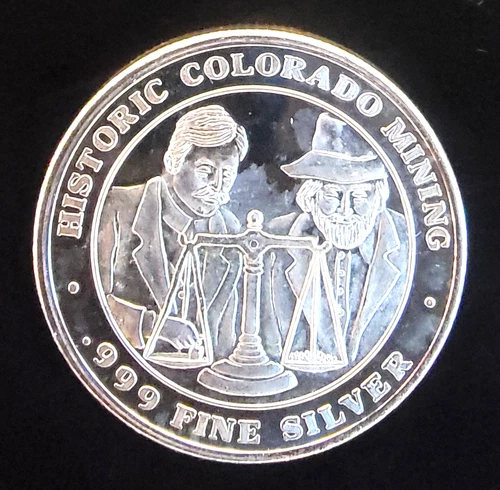 HISTORIC COLORADO MINING
.999 FINE SILVER